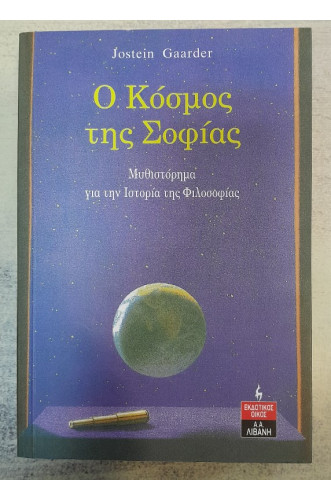 Jostein Gaarder
Ο Κόσμος
της Σοφίας
Μυθιστόρημα
για την Ιστορία της Φιλοσοφίας
ΕΚΔΟΤΙΚΟΣ
ΟΙΚΟΣ
Α.Α.
ΛΙΒΑΝΗ